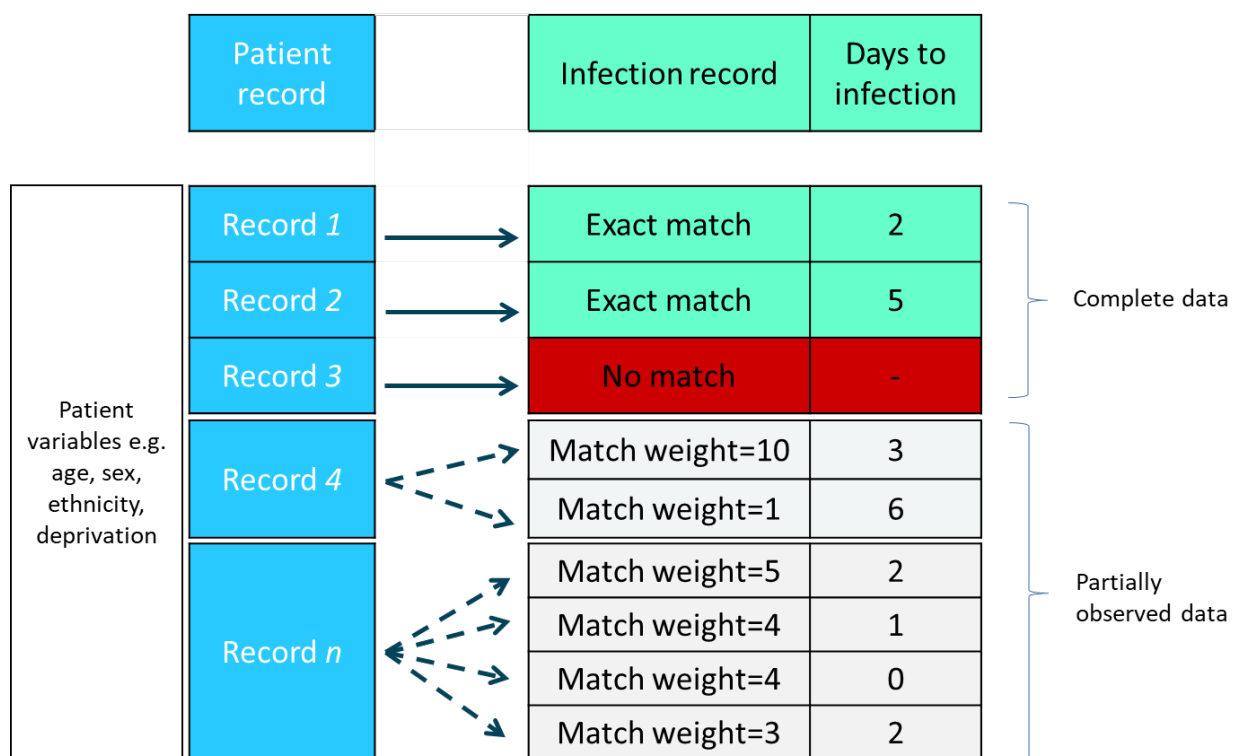 Patient
record
Infection record
Days to
infection
Patient
variables e.g.
age, sex,
ethnicity,
deprivation
Record 1
Exact match
2
Record 2
Exact match
5
Record 3
No match
-
Complete data
Record 4
Match weight=10
3
Match weight=1
6
Record n
Match weight=5
2
Match weight=4
1
Match weight=4
0
Match weight=3
2
Partially
observed data